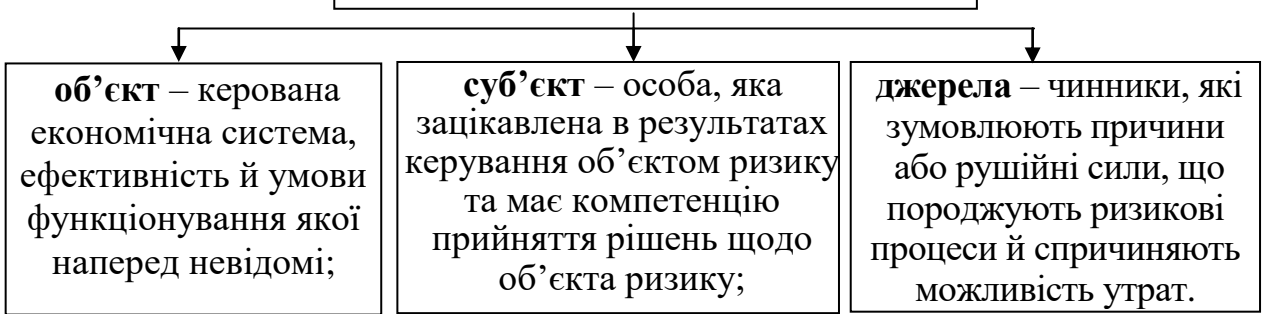 об’єкт – керована
економічна система,
ефективність й умови
функціонування якої
наперед невідомі;
суб’єкт – особа, яка
зацікавлена в результатах
керування об’єктом ризику
та має компетенцію
прийняття рішень щодо
об’єкта ризику;
джерела – чинники, які
зумовлюють причини
або рушійні сили, що
породжують ризикові
процеси й спричиняють
можливість утрат.